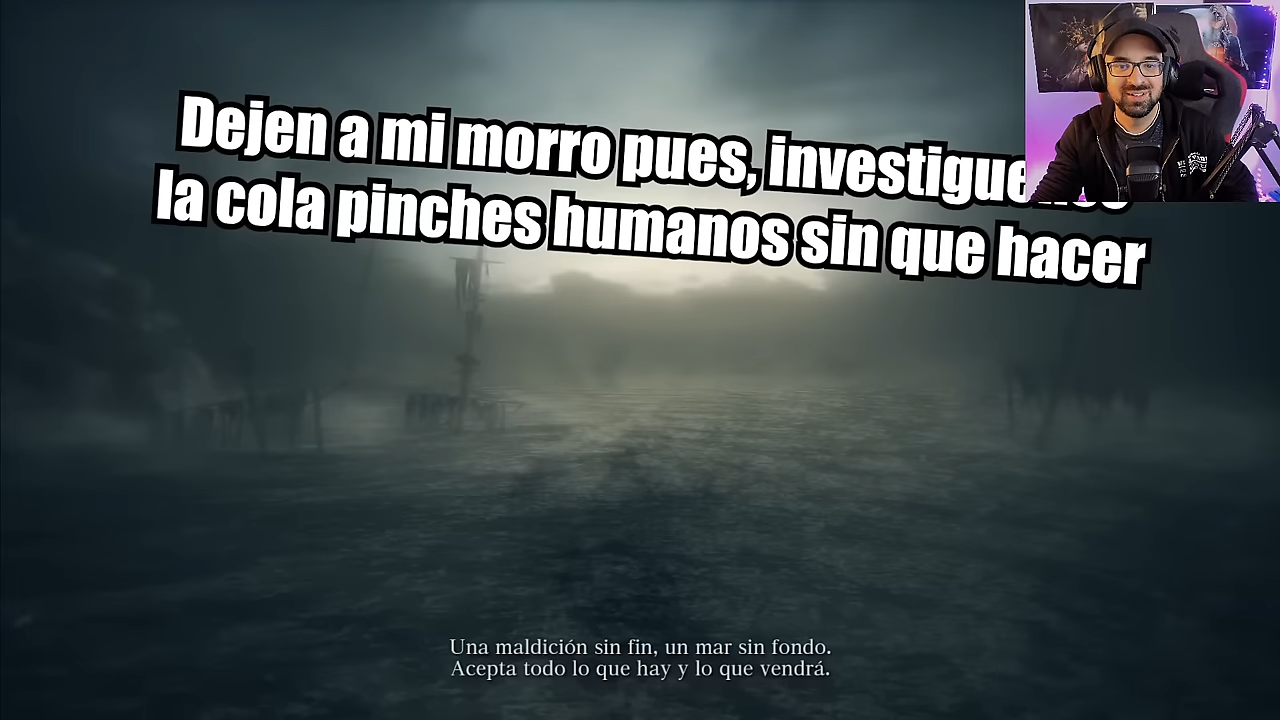 Dejen a mi morro pues,
la cola pinches humanos sin que hacer
Una maldición sin fin, un mar sin fondo.
Acepta todo lo que hay y lo que vendrá.